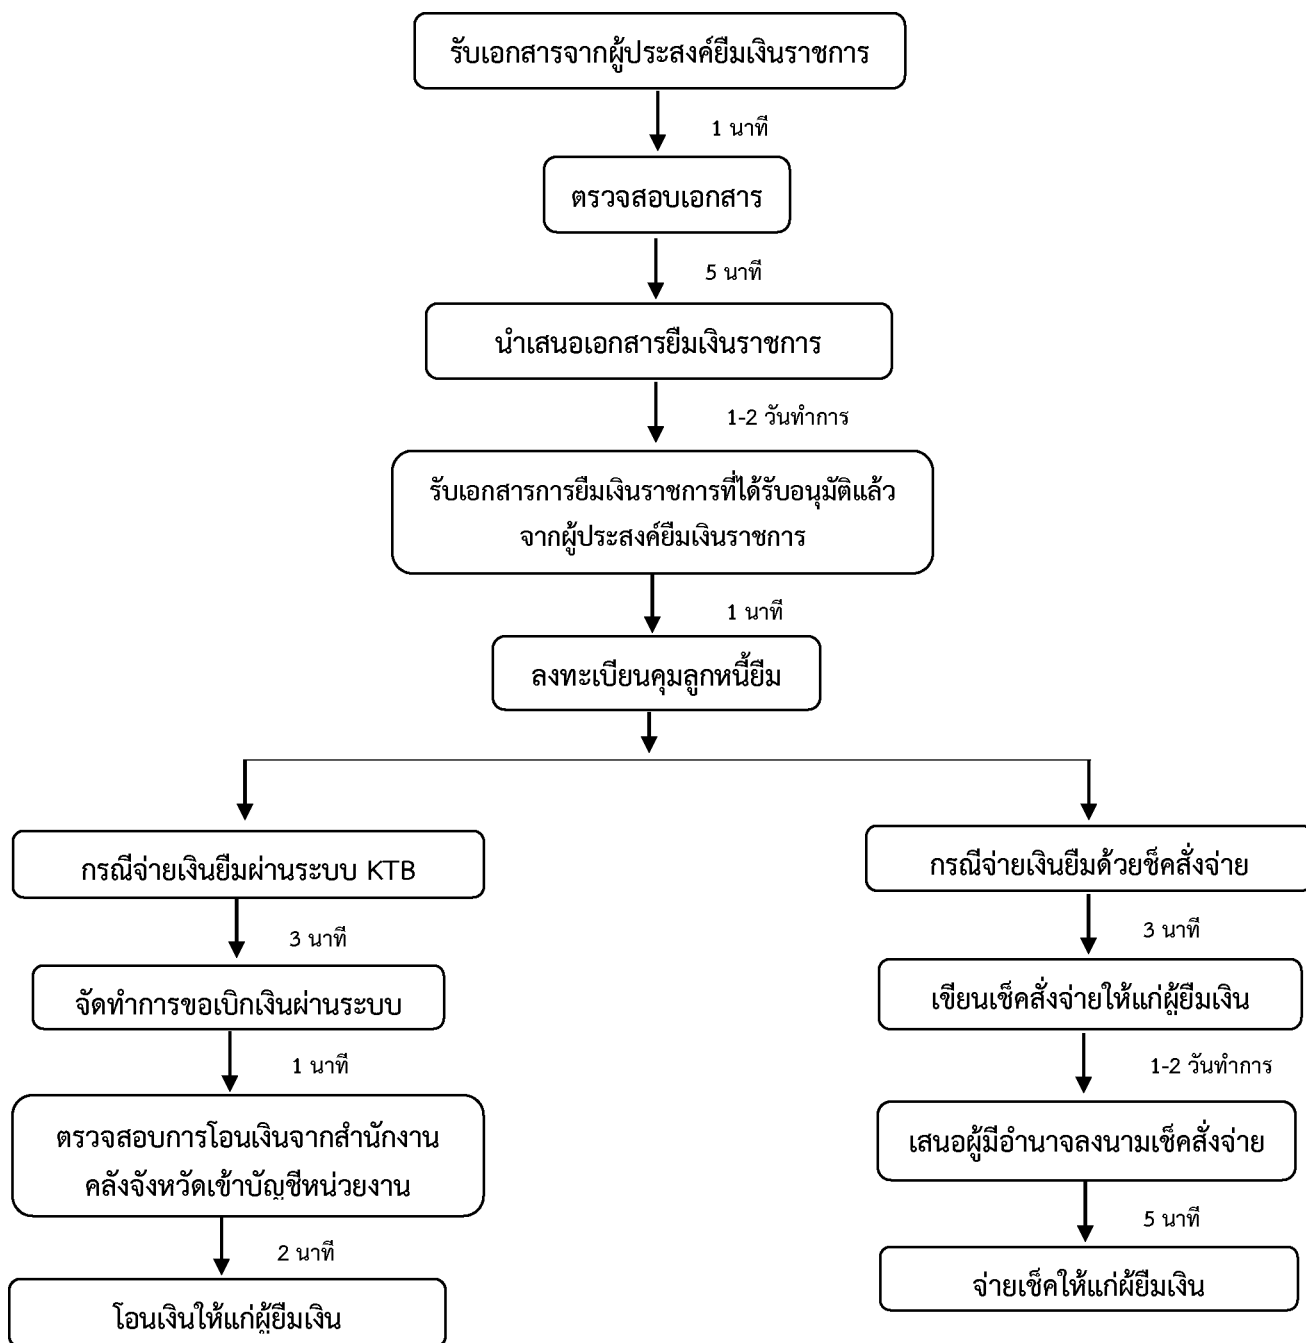 รับเอกสารจากผู้ประสงค์ยืมเงินราชการ
1 นาที
ตรวจสอบเอกสาร
5 นาที
นำเสนอเอกสารยืมเงินราชการ
1-2 วันทำการ
รับเอกสารการยืมเงินราชการที่ได้รับอนุมัติแล้ว
จากผู้ประสงค์ยืมเงินราชการ
1 นาที
ลงทะเบียนคุมลูกหนี้ยืม
กรณีจ่ายเงินยืมผ่านระบบ KTB
3 นาที
จัดทำการขอเบิกเงินผ่านระบบ
1 นาที
ตรวจสอบการโอนเงินจากสำนักงาน
คลังจังหวัดเข้าบัญชีหน่วยงาน
2 นาที
โอนเงินให้แก่ผู้ยืมเงิน
กรณีจ่ายเงินยืมด้วยช็คสั่งจ่าย
3 นาที
เขียนเช็คสั่งจ่ายให้แก่ผู้ยืมเงิน
1-2 วันทำการ
เสนอผู้มีอำนาจลงนามเช็คสั่งจ่าย
5 นาที
จ่ายเช็คให้แก่ผู้ยืมเงิน